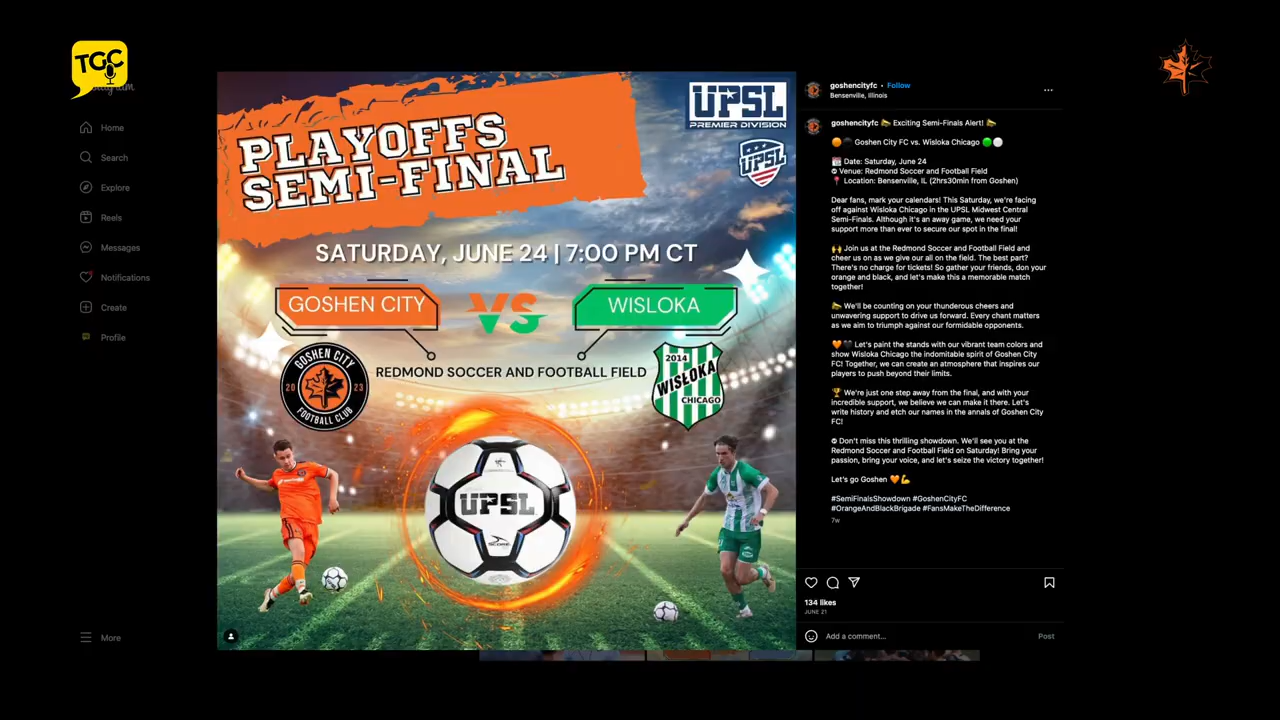 TGC
Instagram
Home
Search
Explore
Reels
Messages
Notifications
Create
Profile
More
PLAYOFFS
SEMI-FINAL
UPSL
PREMIER DIVISION
UPSL
SATURDAY, JUNE 24 | 7:00 PM CT
GOSHEN CITY
VS
WISLOKA
REDMOND SOCCER AND FOOTBALL FIELD
GOSHEN CITY
20 23
FOOTBALL CLUB
2014
WISŁOKA
CHICAGO
UPSL
SCORE
goshencityfc • Follow
Bensenville, Illinois
goshencityfc 📣 Exciting Semi-Finals Alert! 📣
🟠⚫ Goshen City FC vs. Wisloka Chicago 🟢⚪
📆 Date: Saturday, June 24
⚽ Venue: Redmond Soccer and Football Field
📍 Location: Bensenville, IL (2hrs30min from Goshen)
Dear fans, mark your calendars! This Saturday, we're facing
off against Wisloka Chicago in the UPSL Midwest Central
Semi-Finals. Although it's an away game, we need your
support more than ever to secure our spot in the final!
🙌 Join us at the Redmond Soccer and Football Field and
cheer us on as we give our all on the field. The best part?
There's no charge for tickets! So gather your friends, don your
orange and black, and let's make this a memorable match
together!
📣 We'll be counting on your thunderous cheers and
unwavering support to drive us forward. Every chant matters
as we aim to triumph against our formidable opponents.
🧡🖤 Let's paint the stands with our vibrant team colors and
show Wisloka Chicago the indomitable spirit of Goshen City
FC! Together, we can create an atmosphere that inspires our
players to push beyond their limits.
🏆 We're just one step away from the final, and with your
incredible support, we believe we can make it there. Let's
write history and etch our names in the annals of Goshen City
FC!
⚽ Don't miss this thrilling showdown. We'll see you at the
Redmond Soccer and Football Field on Saturday! Bring your
passion, bring your voice, and let's seize the victory together!
Let's go Goshen 🧡💪
#SemiFinalsShowdown #GoshenCityFC
#OrangeAndBlackBrigade #FansMakeTheDifference
7w
134 likes
JUNE 21
Add a comment...
Post